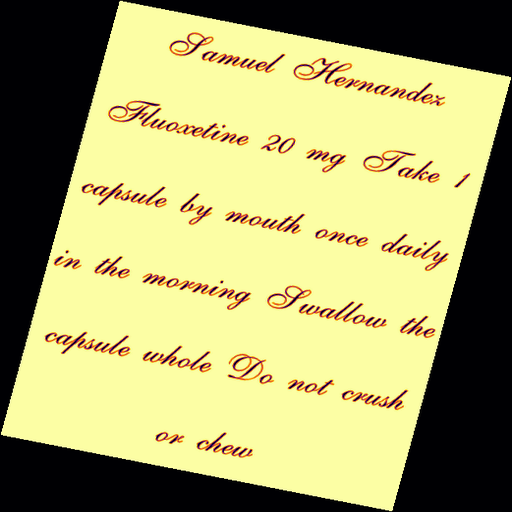 Samuel Hernandez
Fluoxetine 20 mg Take 1
capsule by mouth once daily
in the morning Swallow the
capsule whole Do not crush
or chew